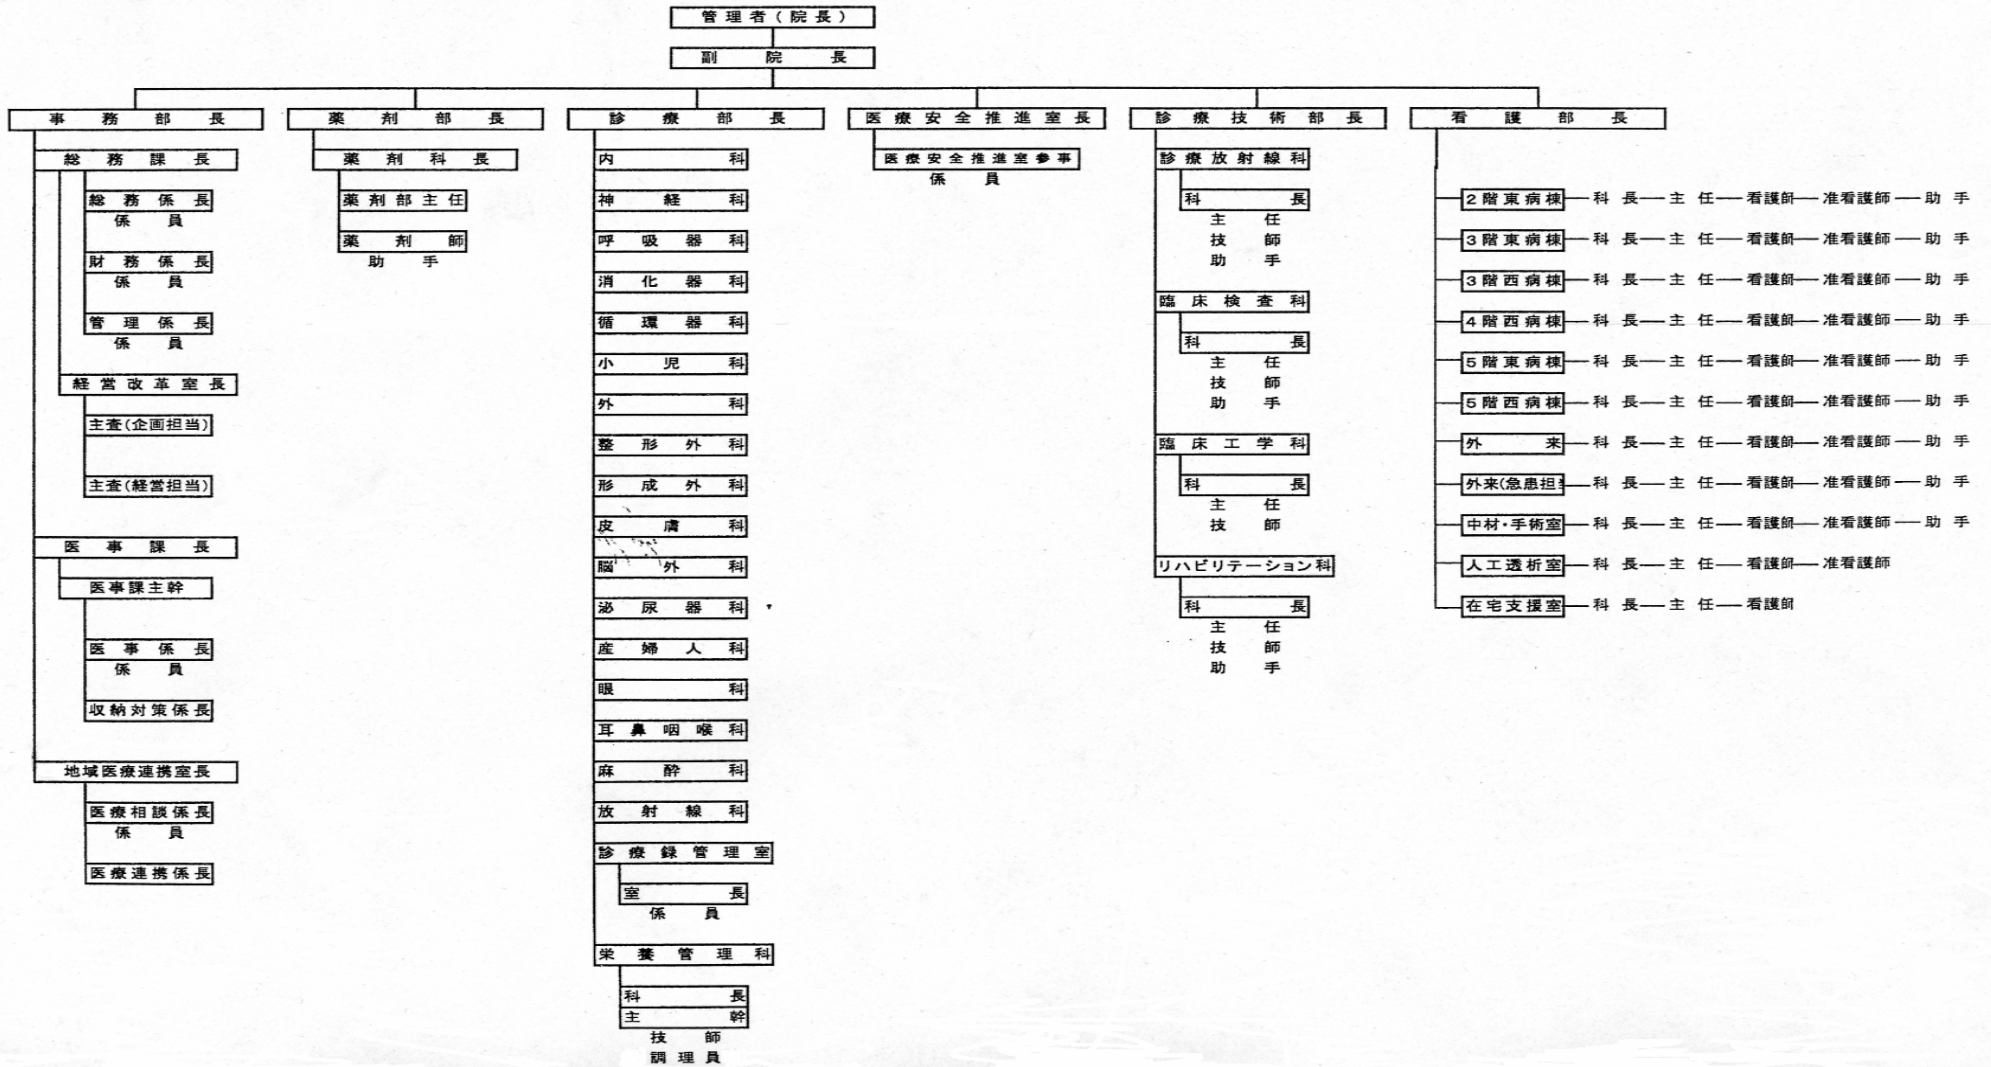 管理者(院長)
副院長
事務部長
総務課長
総務係長
係員
財務係長
係員
管理係長
係員
経営改革室長
主査(企画担当)
主査(経営担当)
医事課長
医事課主幹
医事係長
係員
収納対策係長
地域医療連携室長
医療相談係長
係員
医療連携係長
薬剤部長
薬剤科長
薬剤部主任
薬剤師
助手
診療部長
内科
神経科
呼吸器科
消化器科
循環器科
小児科
外科
整形外科
形成外科
皮膚科
脳外科
泌尿器科
産婦人科
眼科
耳鼻咽喉科
麻酔科
放射線科
診療録管理室
室長
係員
栄養管理科
科長
主幹
技師
調理員
医療安全推進室長
医療安全推進室参事
係員
診療技術部長
診療放射線科
科長
主任
技師
助手
臨床検査科
科長
主任
技師
助手
臨床工学科
科長
主任
技師
リハビリテーション科
科長
主任
技師
助手
看護部長
2階東病棟 科長 主任 看護師 准看護師 助手
3階東病棟 科長 主任 看護師 准看護師 助手
3階西病棟 科長 主任 看護師 准看護師 助手
4階西病棟 科長 主任 看護師 准看護師 助手
5階東病棟 科長 主任 看護師 准看護師 助手
5階西病棟 科長 主任 看護師 准看護師 助手
外来 科長 主任 看護師 准看護師 助手
外来(急患担当 科長 主任 看護師 准看護師 助手
中材・手術室 科長 主任 看護師 准看護師 助手
人工透析室 科長 主任 看護師 准看護師
在宅支援室 科長 主任 看護師